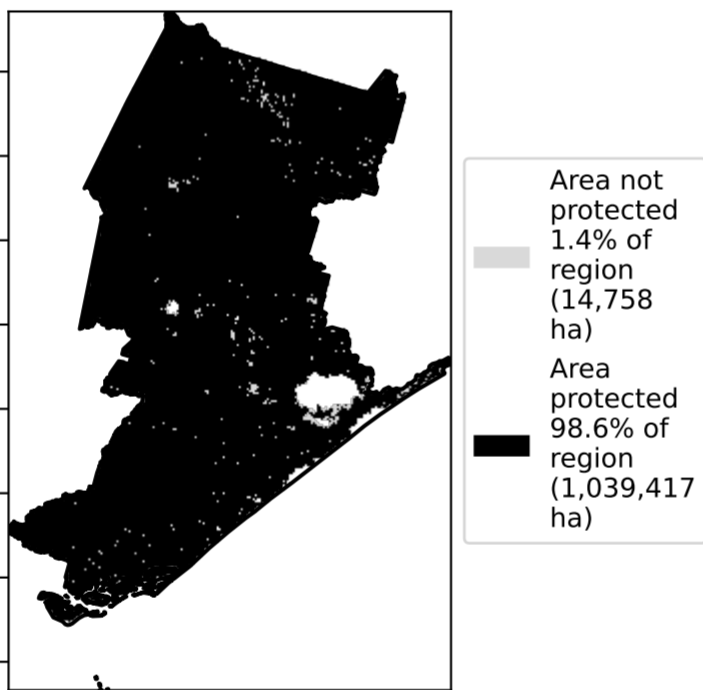 Area not
protected
1.4% of
region
(14,758
ha)
Area
protected
98.6% of
region
(1,039,417
ha)